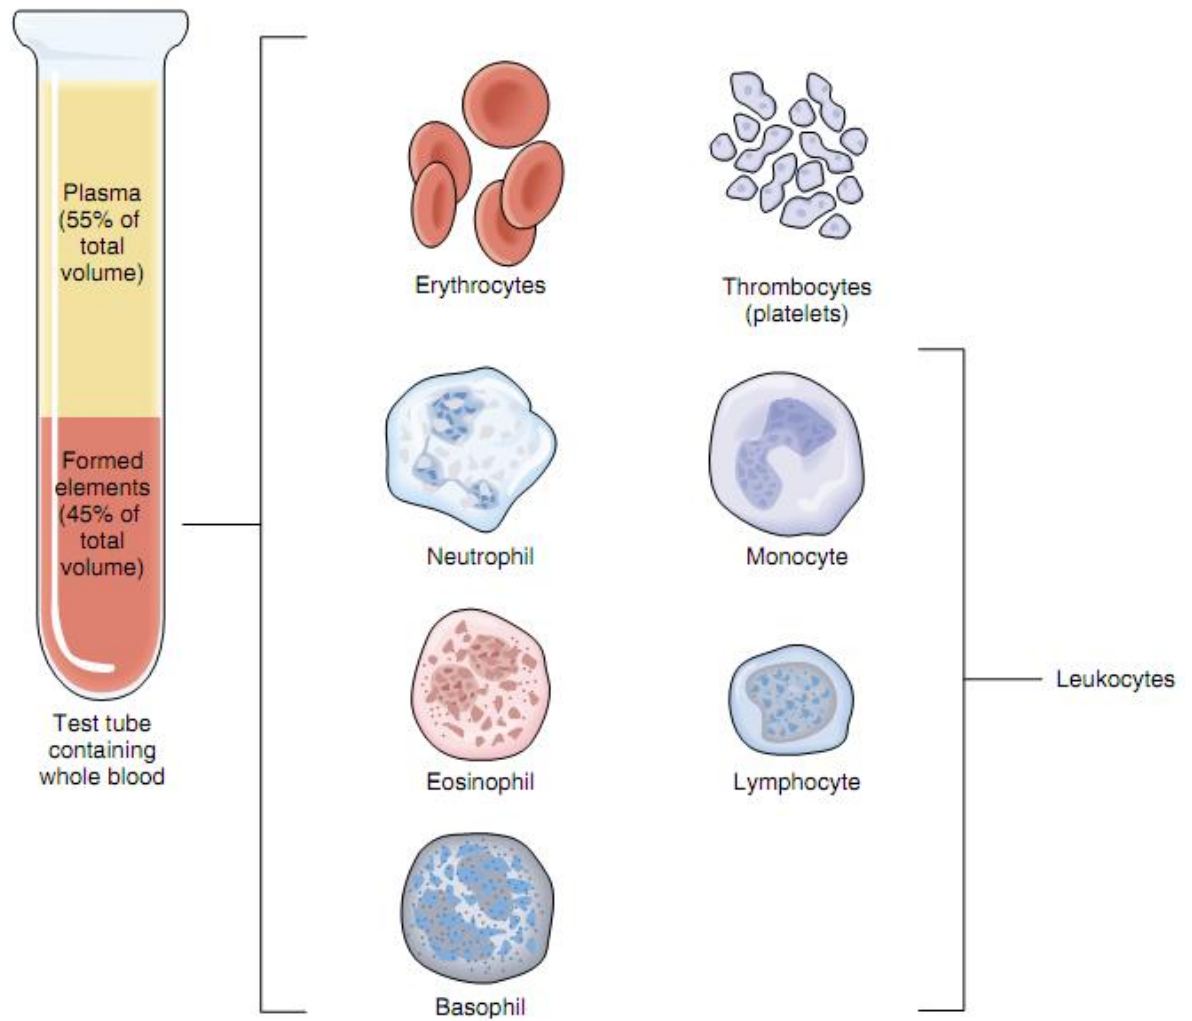 Plasma
(55% of
total
volume)
Formed
elements
(45% of
total
volume)
Test tube
containing
whole blood
Erythrocytes
Thrombocytes
(platelets)
Neutrophil
Monocyte
Eosinophil
Lymphocyte
Basophil
Leukocytes